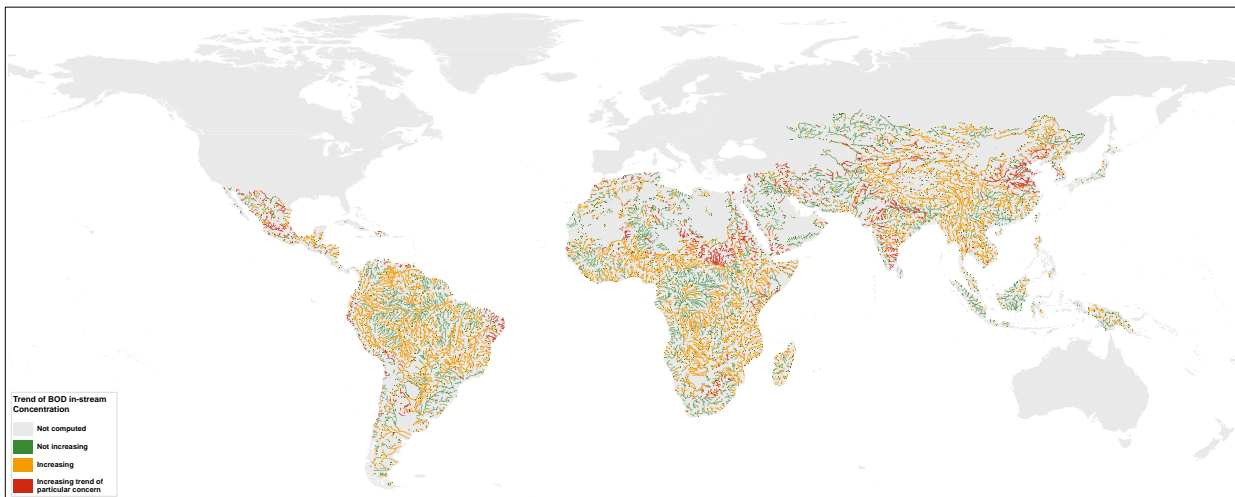 Trend of BOD in-stream
Concentration
Not computed
Not increasing
Increasing
Increasing trend of
particular concern